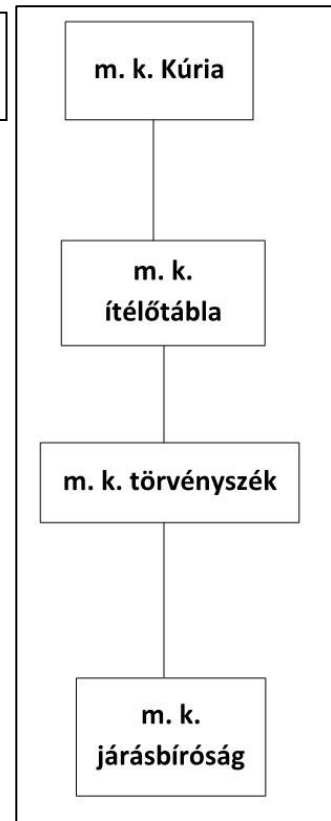 m. k. Kúria
m. k.
ítélőtábla
m. k. törvényszék
m. k.
járásbíróság